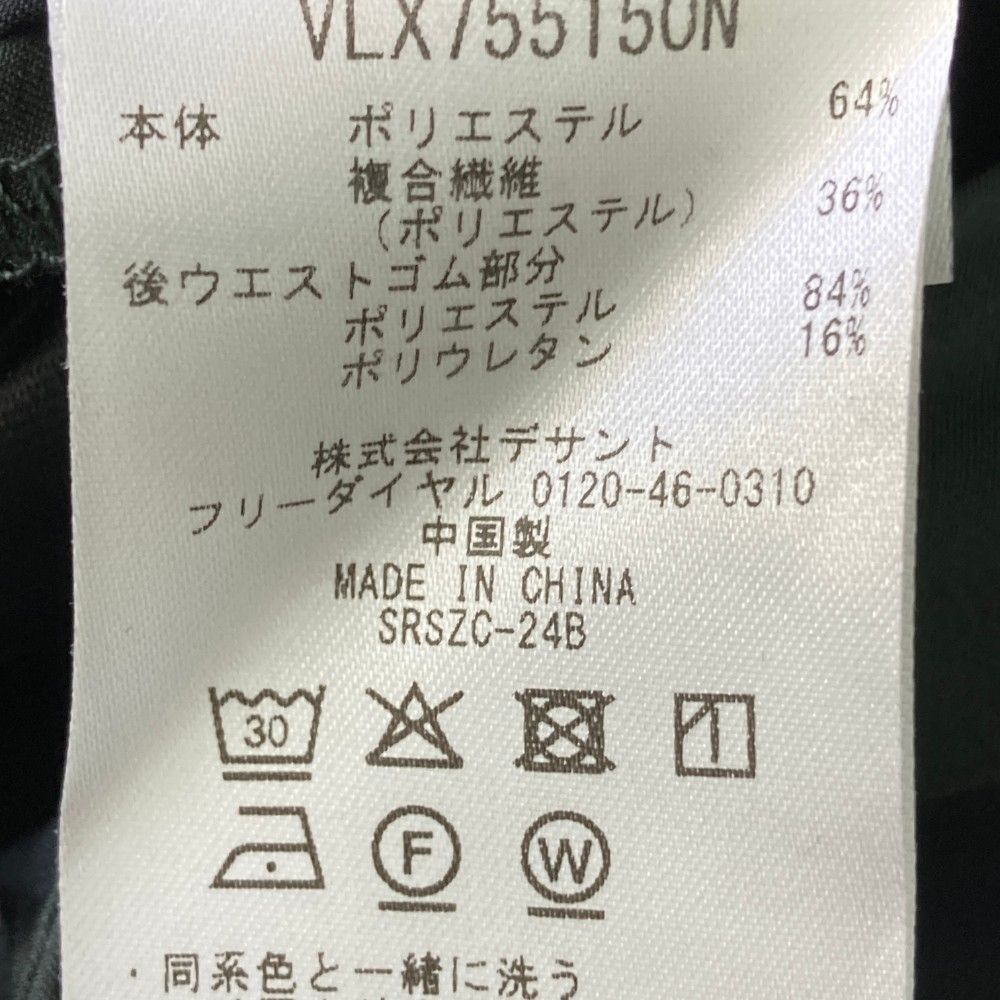 VLX75515ON
本体 ポリエステル 64%
複合繊維
(ポリエステル) 36%
後ウエストゴム部分
ポリエステル 84%
ポリウレタン 16%
株式会社デサント
フリーダイヤル 0120-46-0310
中国製
MADE IN CHINA
SRSZC-24B
30
F W
・同系色と一緒に洗う